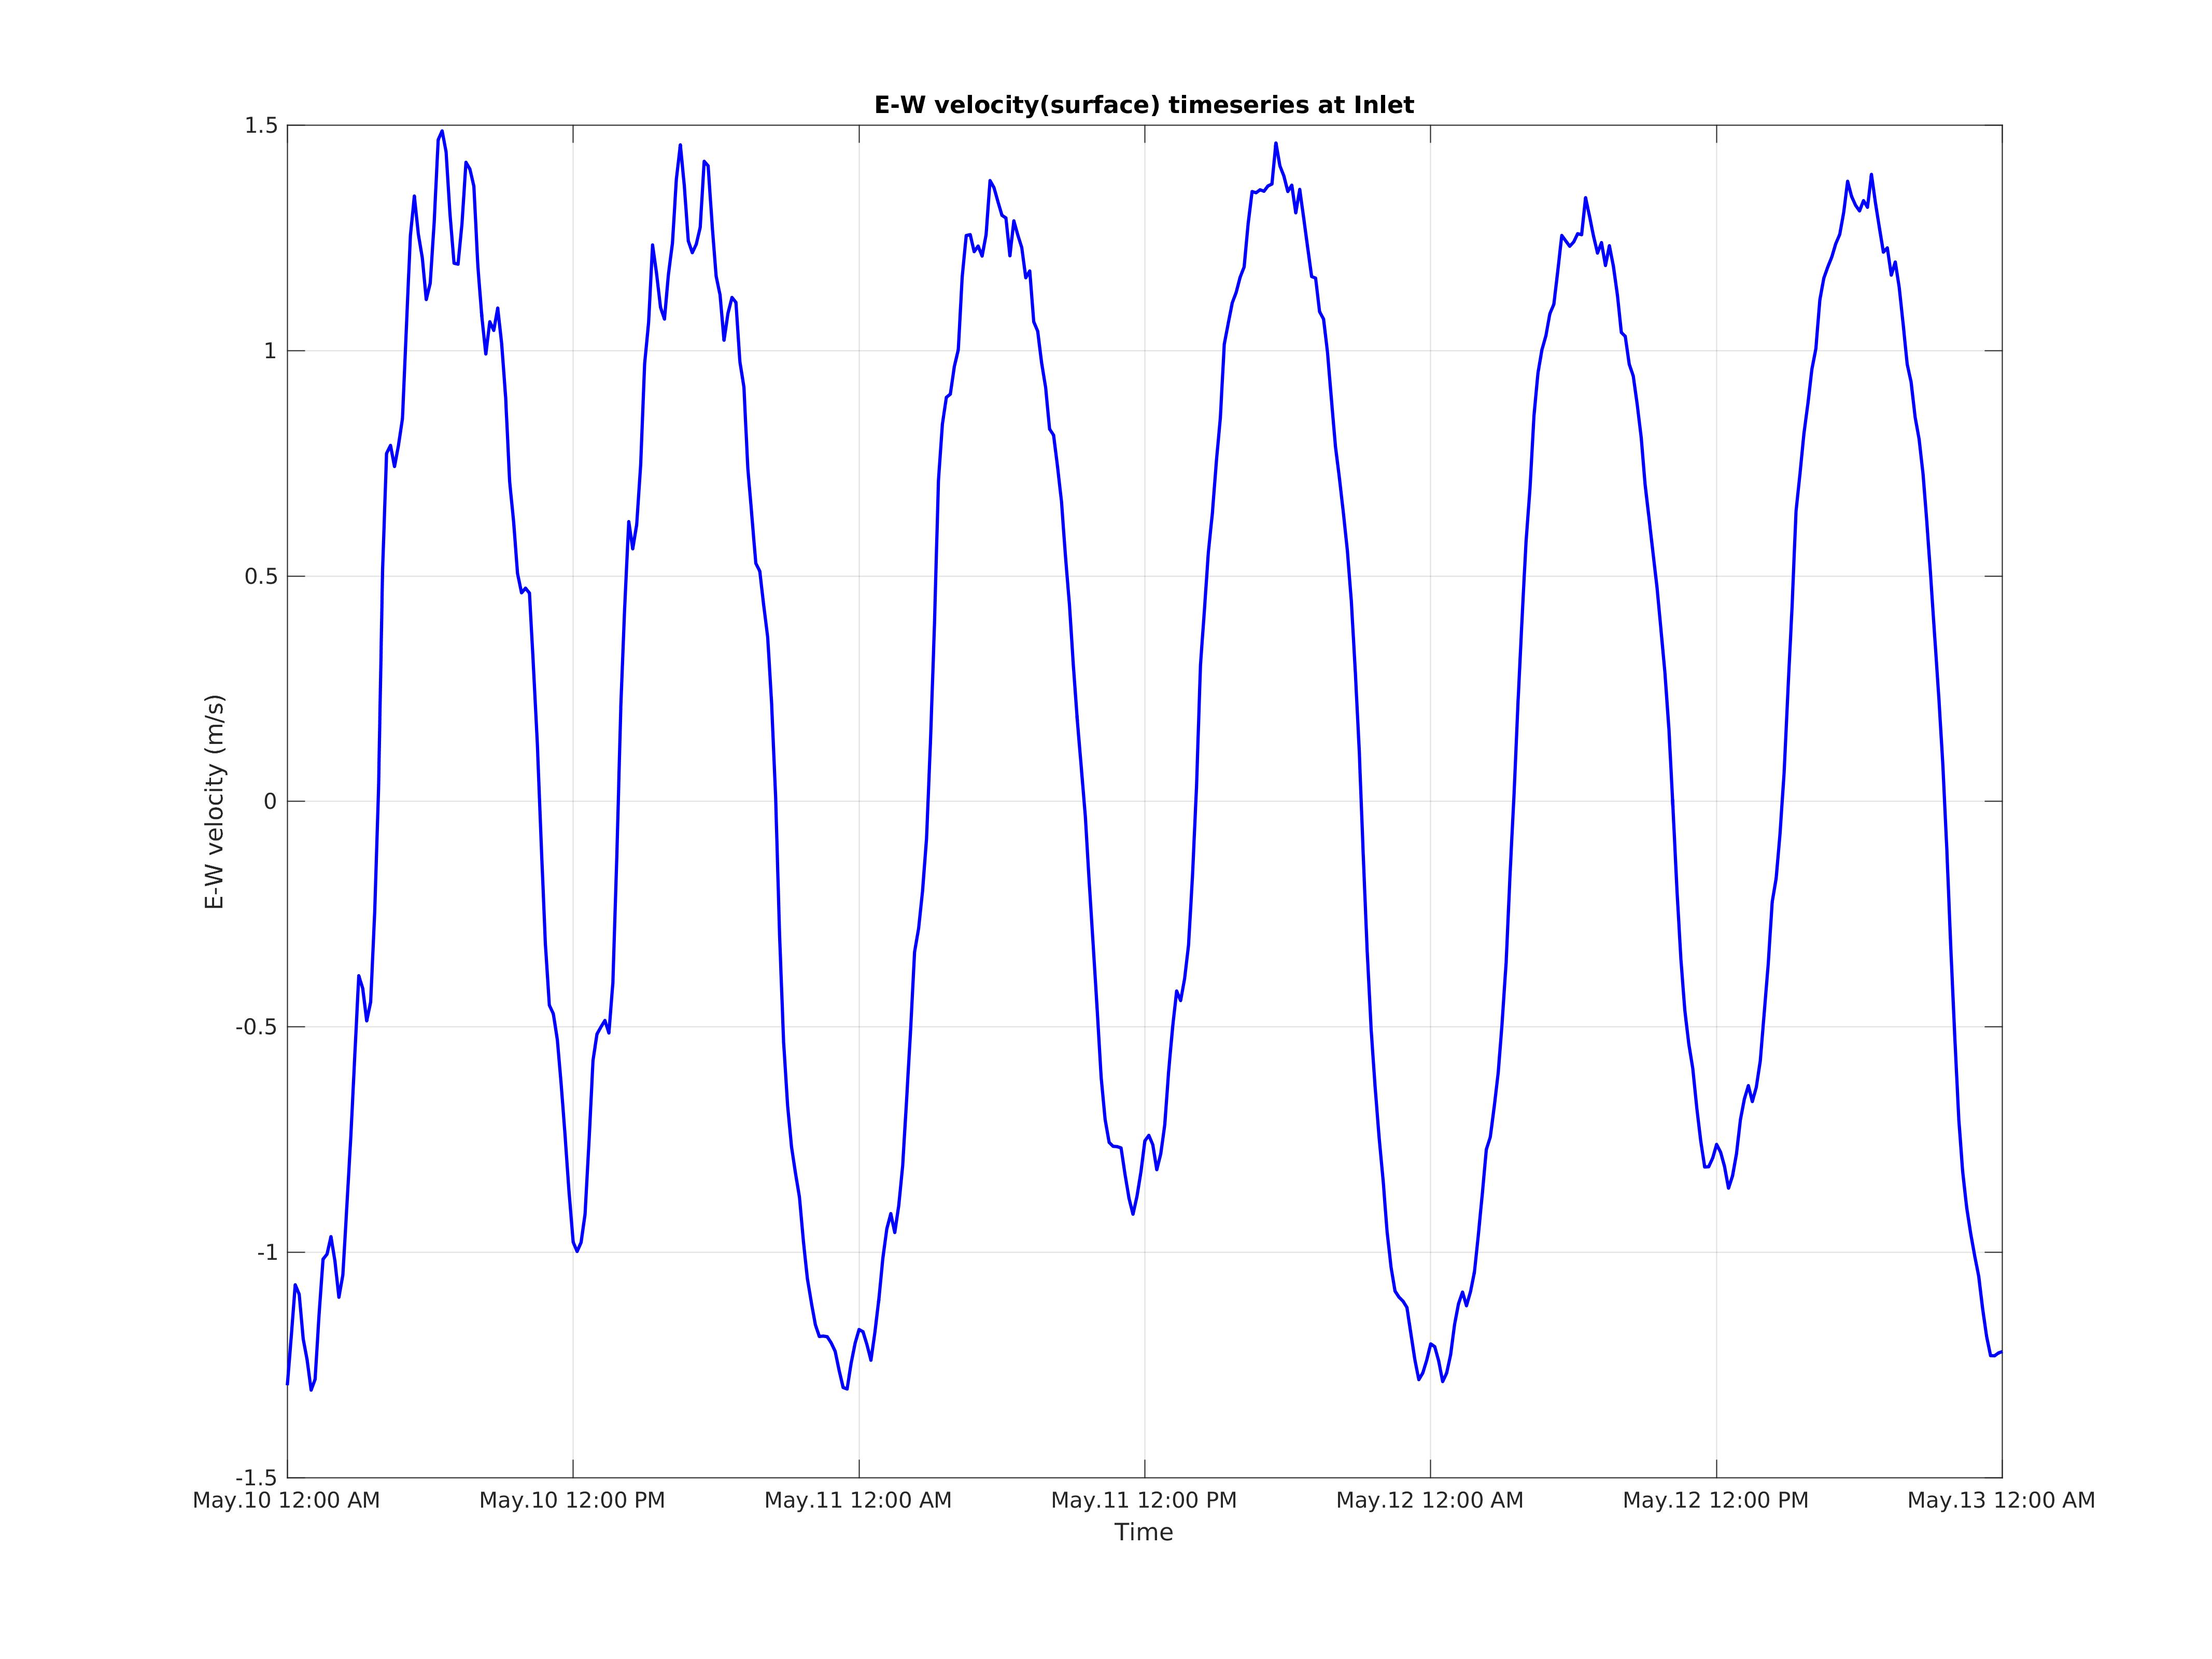 E-W velocity(surface) timeseries at Inlet
1.5
1
0.5
0
-0.5
-1
-1.5
E-W velocity (m/s)
May.10 12:00 AM May.10 12:00 PM May.11 12:00 AM May.11 12:00 PM May.12 12:00 AM May.12 12:00 PM May.13 12:00 AM
Time